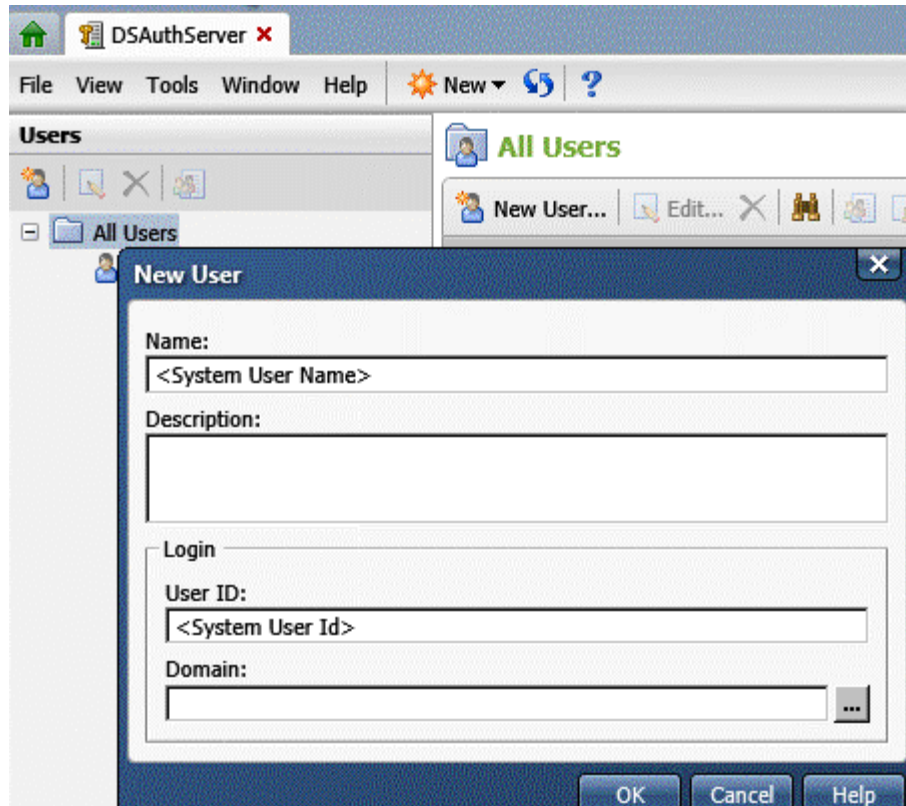 DSAuthServer
File View Tools Window Help New
Users
All Users
New User... Edit...
All Users
New User
Name:
<System User Name>
Description:
Login
User ID:
<System User Id>
Domain:
...
OK Cancel Help